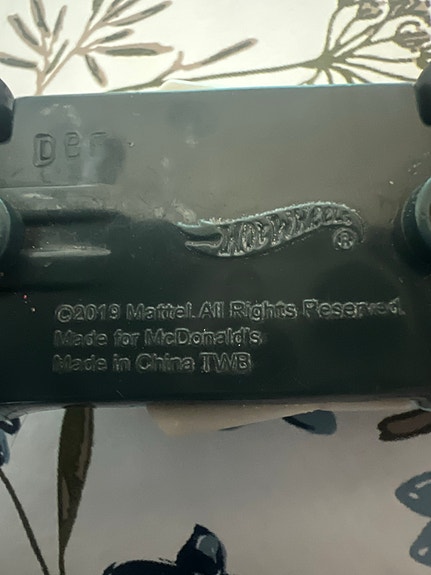 DBF
HOT WHEELS ®
©2019 Mattel. All Rights Reserved.
Made for McDonald's
Made in China TWB